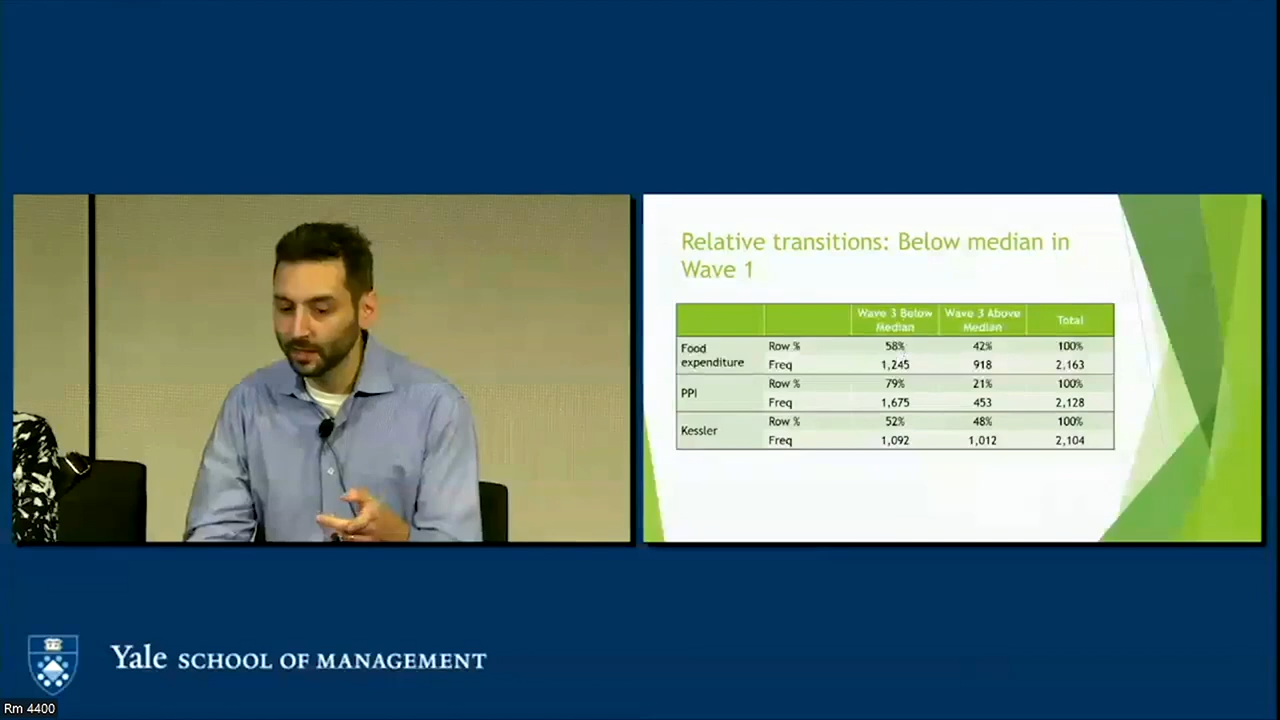 Relative transitions: Below median in
Wave 1
Wave 3 Below Median Wave 3 Above Median Total
Food expenditure Row % 58% 42% 100%
Freq 1,245 918 2,163
PPI Row % 79% 21% 100%
Freq 1,675 453 2,128
Kessler Row % 52% 48% 100%
Freq 1,092 1,012 2,104
Yale SCHOOL OF MANAGEMENT
Rm 4400